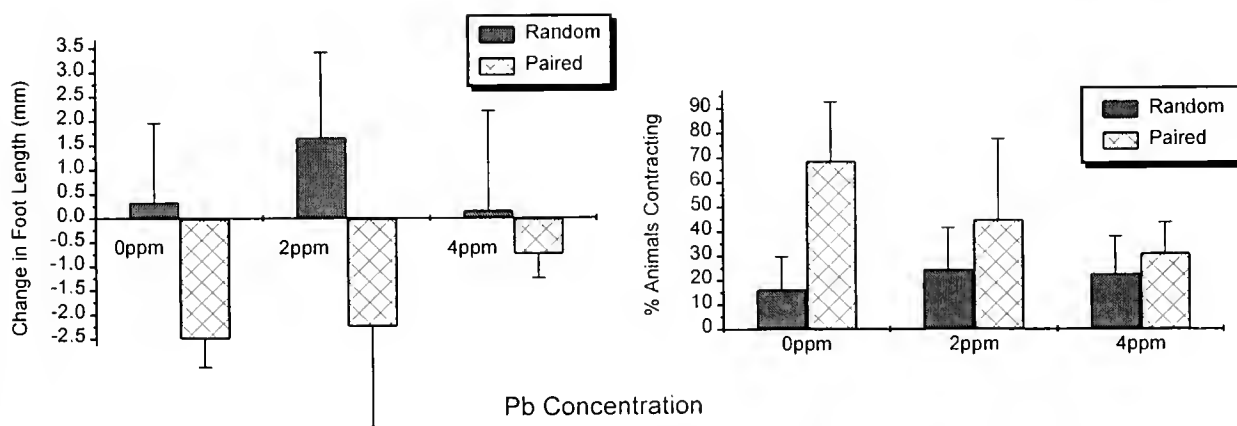 Change in Foot Length (mm)
3.5
3.0
2.5
2.0
1.5
1.0
0.5
0.0
-0.5
-1.0
-1.5
-2.0
-2.5
0ppm
2ppm
4ppm
Random
Paired
% Animals Contracting
90
80
70
60
50
40
30
20
10
0
0ppm
2ppm
4ppm
Random
Paired
Pb Concentration